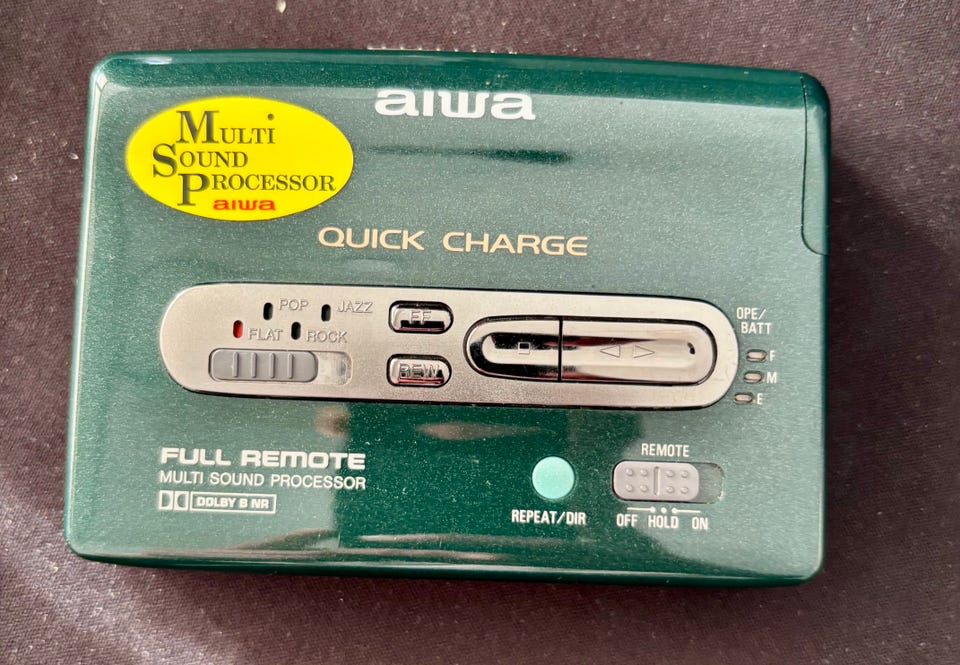 aiwa
MULTi
SOUND
PROCESSOR
aiwa
QUICK CHARGE
POP JAZZ
FLAT ROCK
FF
REW
OPE/
BATT
F
M
E
FULL REMOTE
MULTI SOUND PROCESSOR
DOLBY B NR
REPEAT/DIR
REMOTE
OFF HOLD ON